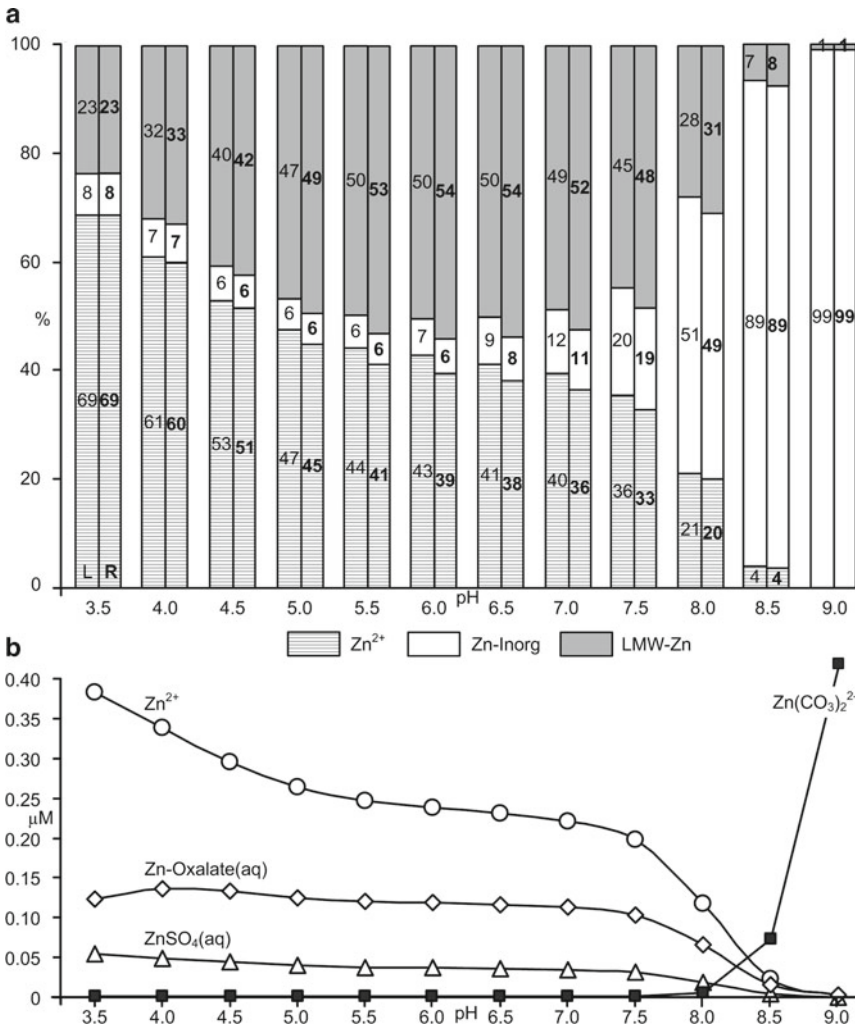 a
100
80
60
%
40
20
0
23 23 32 33 40 42 47 49 50 53 50 54 50 54 49 52 45 48 28 31 7 8 1 1
8 8 7 7 6 6 6 6 6 6 7 6 9 8 12 11 20 19 51 49 89 89 99 99
69 69 61 60 53 51 47 45 44 41 43 39 41 38 40 36 36 33 21 20 4 4
L R
3.5 4.0 4.5 5.0 5.5 6.0 pH 6.5 7.0 7.5 8.0 8.5 9.0
Zn²⁺ Zn-Inorg LMW-Zn
b
0.40
0.35
0.30
0.25
μM
0.20
0.15
0.10
0.05
0
Zn²⁺
Zn(CO₃)₂²⁻
Zn-Oxalate(aq)
ZnSO₄(aq)
3.5 4.0 4.5 5.0 5.5 6.0 pH 6.5 7.0 7.5 8.0 8.5 9.0